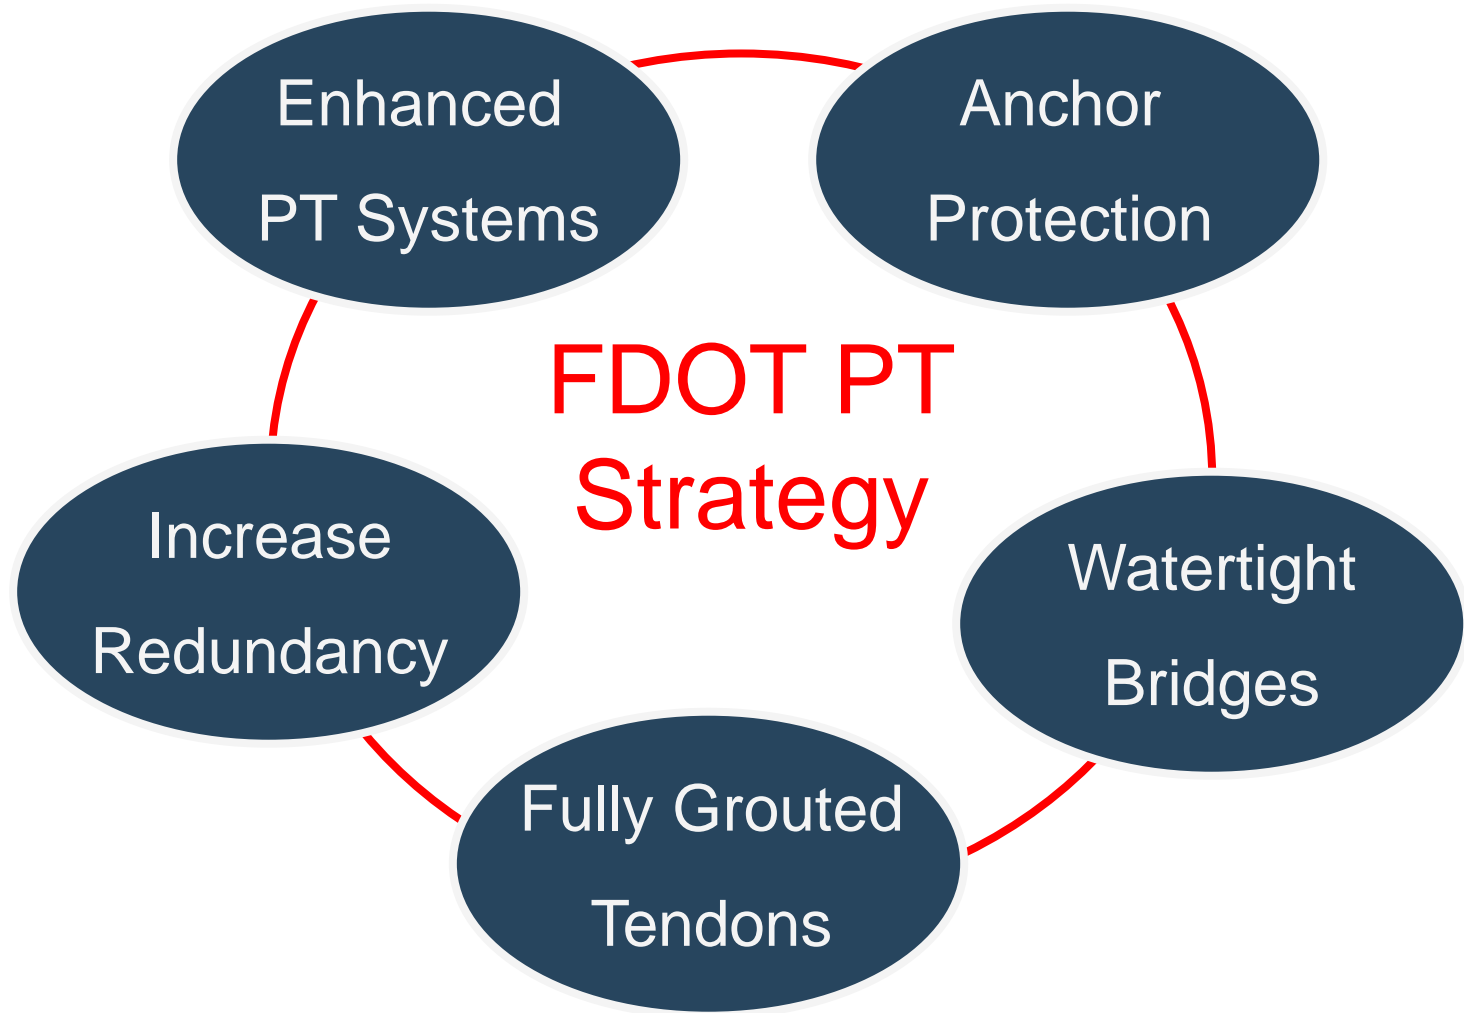 Enhanced
PT Systems
Anchor
Protection
FDOT PT
Strategy
Increase
Redundancy
Watertight
Bridges
Fully Grouted
Tendons